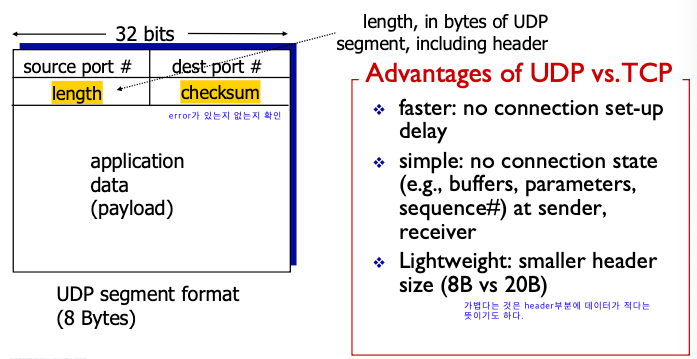 32 bits
source port # dest port #
length checksum
error가 있는지 없는지 확인
application
data
(payload)
UDP segment format
(8 Bytes)
length, in bytes of UDP
segment, including header
Advantages of UDP vs.TCP
faster: no connection set-up
delay
simple: no connection state
(e.g., buffers, parameters,
sequence#) at sender,
receiver
Lightweight: smaller header
size (8B vs 20B)
가볍다는 것은 header부분에 데이터가 적다는
뜻이기도 하다.